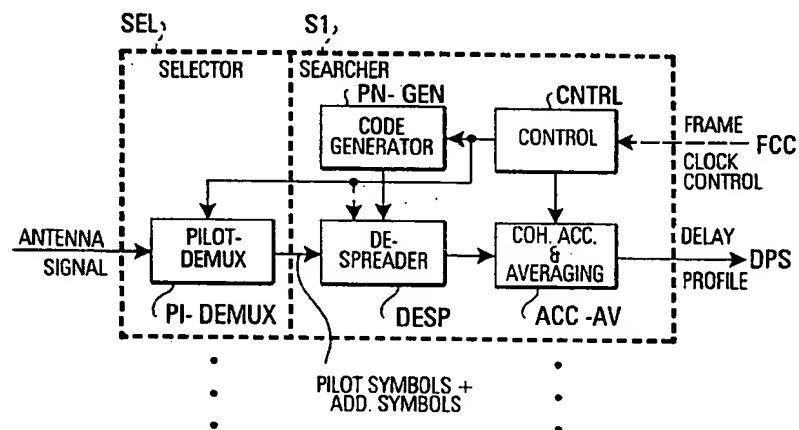 SEL
S1
SELECTOR
SEARCHER
PN- GEN
CNTRL
CODE
GENERATOR
CONTROL
FRAME
CLOCK
CONTROL
FCC
ANTENNA
SIGNAL
PILOT-
DEMUX
DE-
SPREADER
COH. ACC.
&
AVERAGING
DELAY
PROFILE
DPS
PI- DEMUX
DESP
ACC -AV
PILOT SYMBOLS +
ADD. SYMBOLS